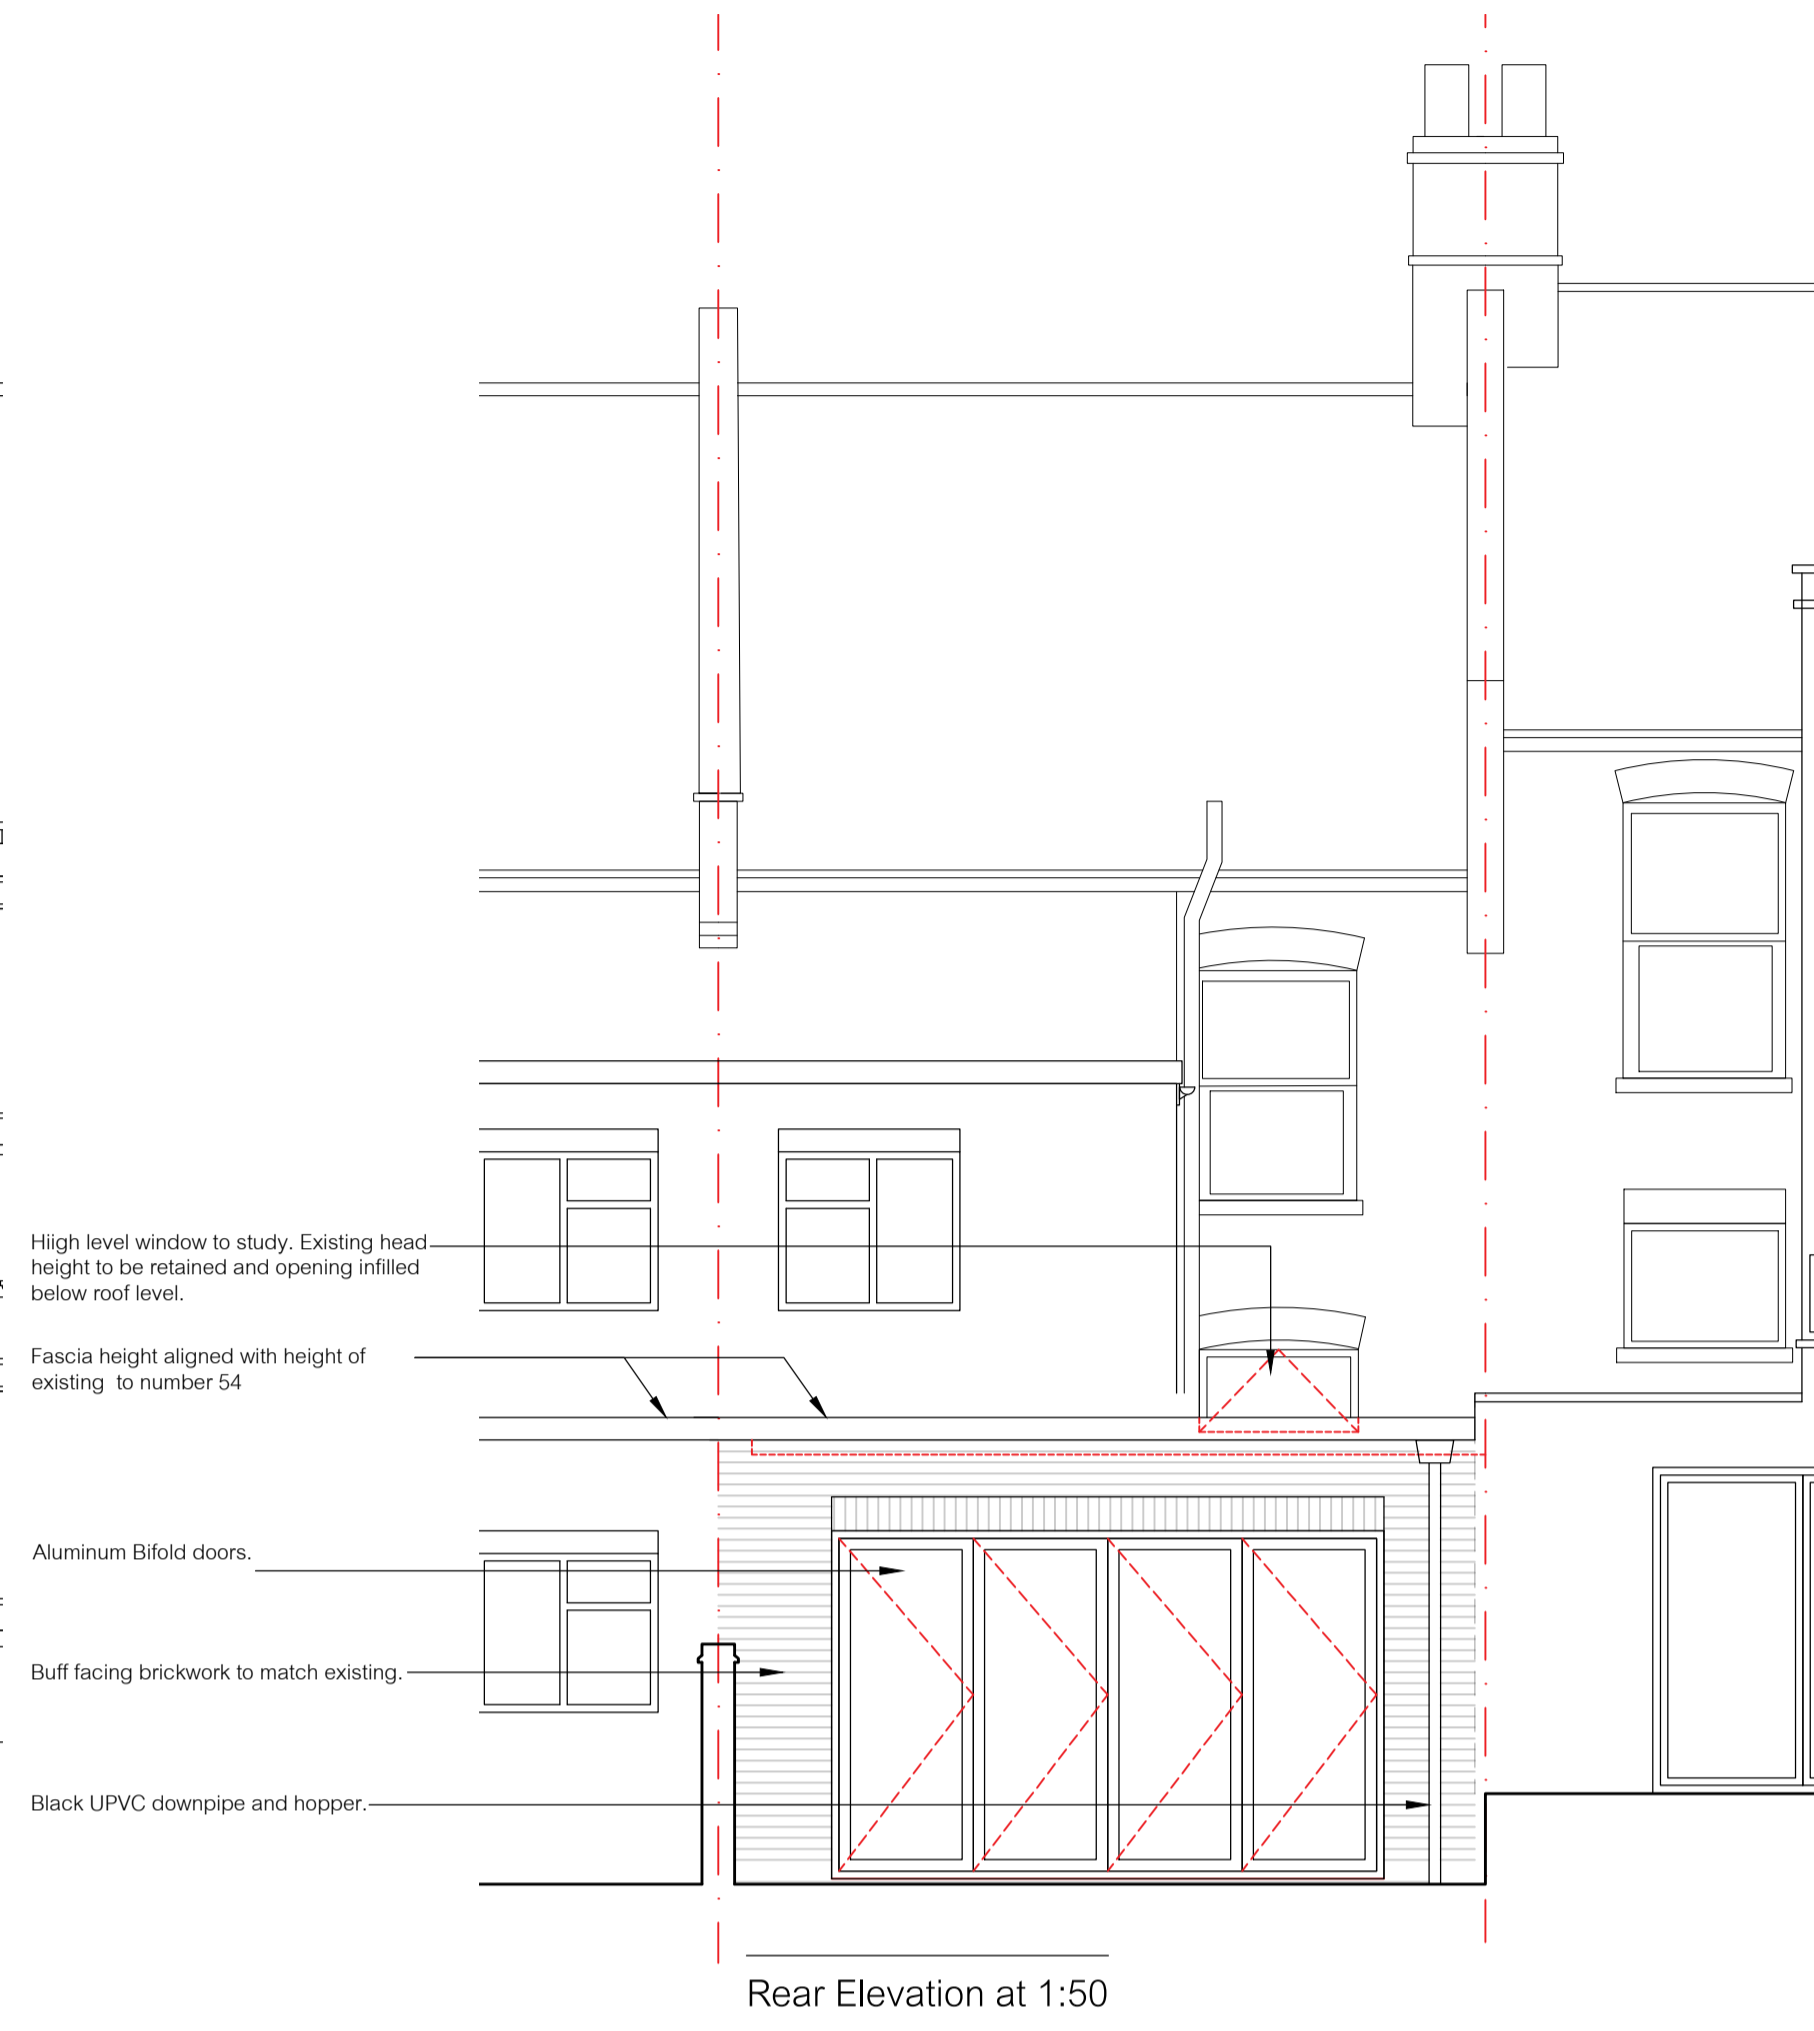 Hiigh level window to study. Existing head
height to be retained and opening infilled
below roof level.
Fascia height aligned with height of
existing  to number 54
Aluminum Bifold doors.
Buff facing brickwork to match existing.
Black UPVC downpipe and hopper.
Rear Elevation at 1:50